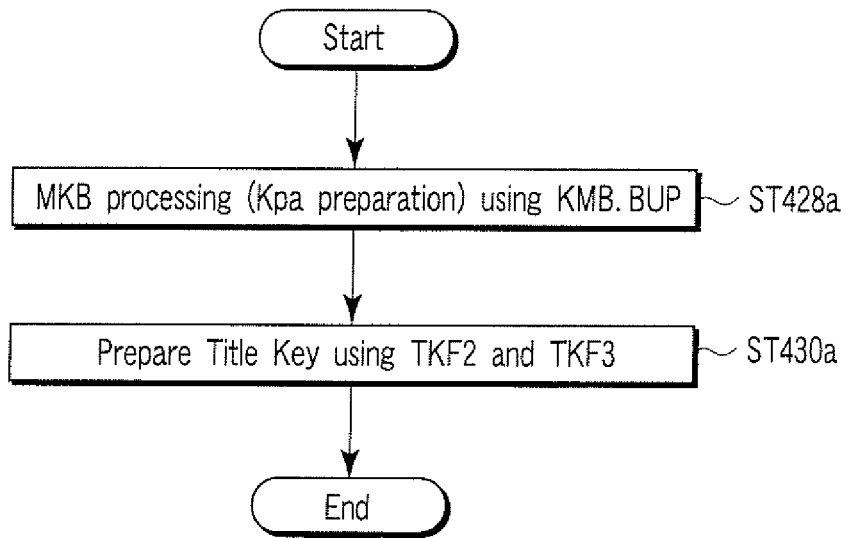 Start
MKB processing (Kpa preparation) using KMB. BUP
ST428a
Prepare Title Key using TKF2 and TKF3
ST430a
End